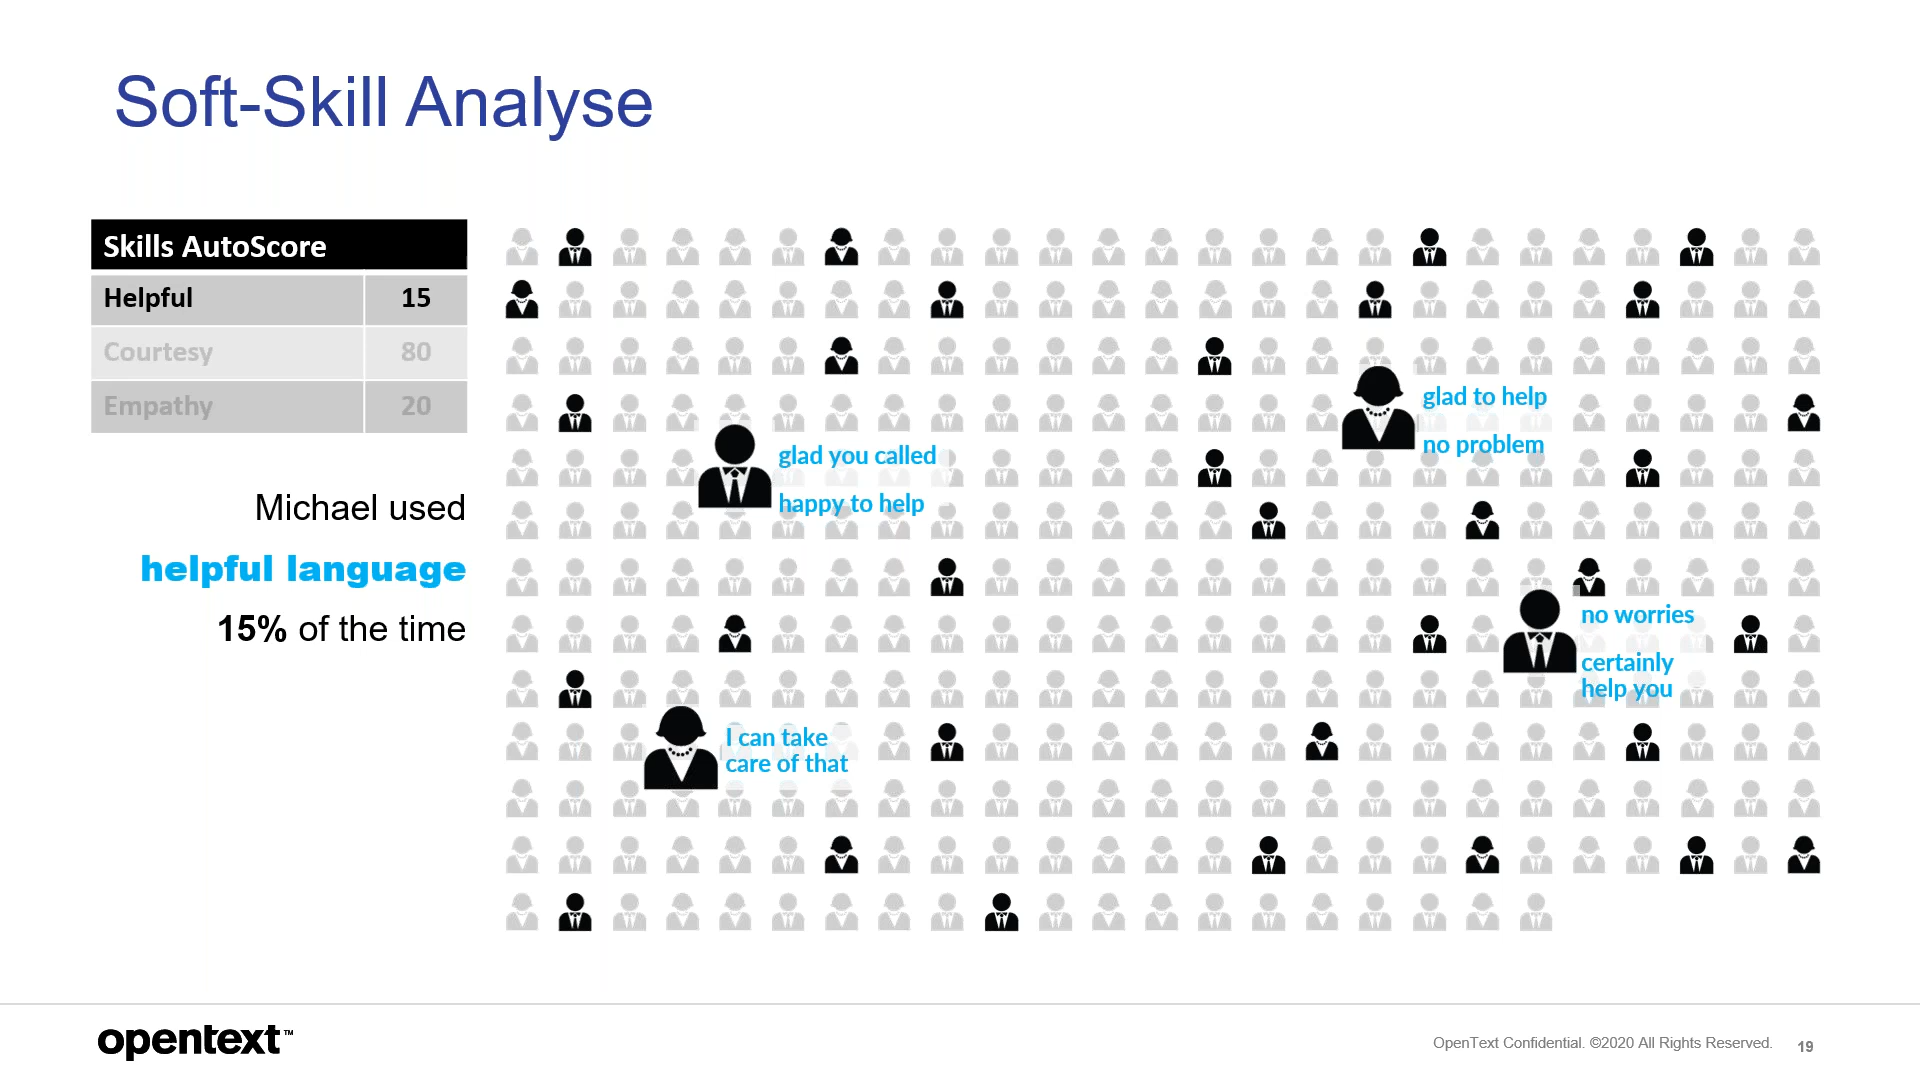 Soft-Skill Analyse
Skills AutoScore
Helpful 15
Courtesy 80
Empathy 20
Michael used
helpful language
15% of the time
glad you called
happy to help
glad to help
no problem
no worries
certainly
help you
I can take
care of that
opentext™
OpenText Confidential. ©2020 All Rights Reserved. 19